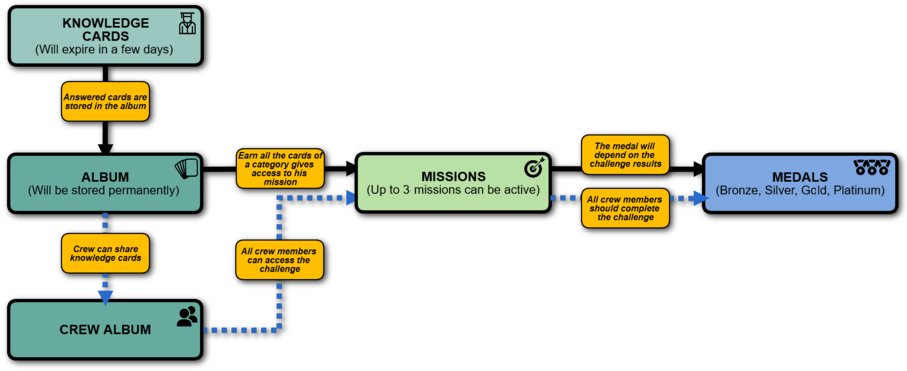 KNOWLEDGE
CARDS
(Will expire in a few days)
Answered cards are
stored in the album
ALBUM
(Will be stored permanently)
Earn all the cards of
a category gives
access to his
mission
MISSIONS
(Up to 3 missions can be active)
The medal will
depend on the
challenge results
MEDALS
(Bronze, Silver, Gold, Platinum)
All crew members
should complete
the challenge
Crew can share
knowledge cards
All crew members
can access the
challenge
CREW ALBUM